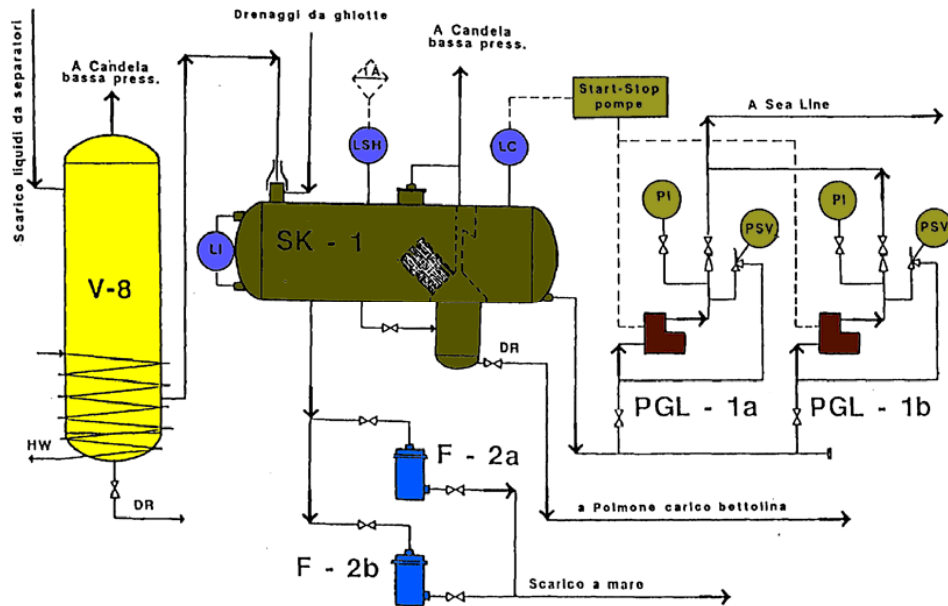 Drenaggi da ghiotte
A Candela
bassa press.
A Candela
bassa press.
Scarico liquidi da separatori
1A
LSH
LC
Start-Stop
pompe
A Sea Line
PI
PSV
PI
PSV
LI
SK - 1
V-8
DR
PGL - 1a
PGL - 1b
HW
DR
F - 2a
a Polmone carico bettolina
F - 2b
Scarico a maro